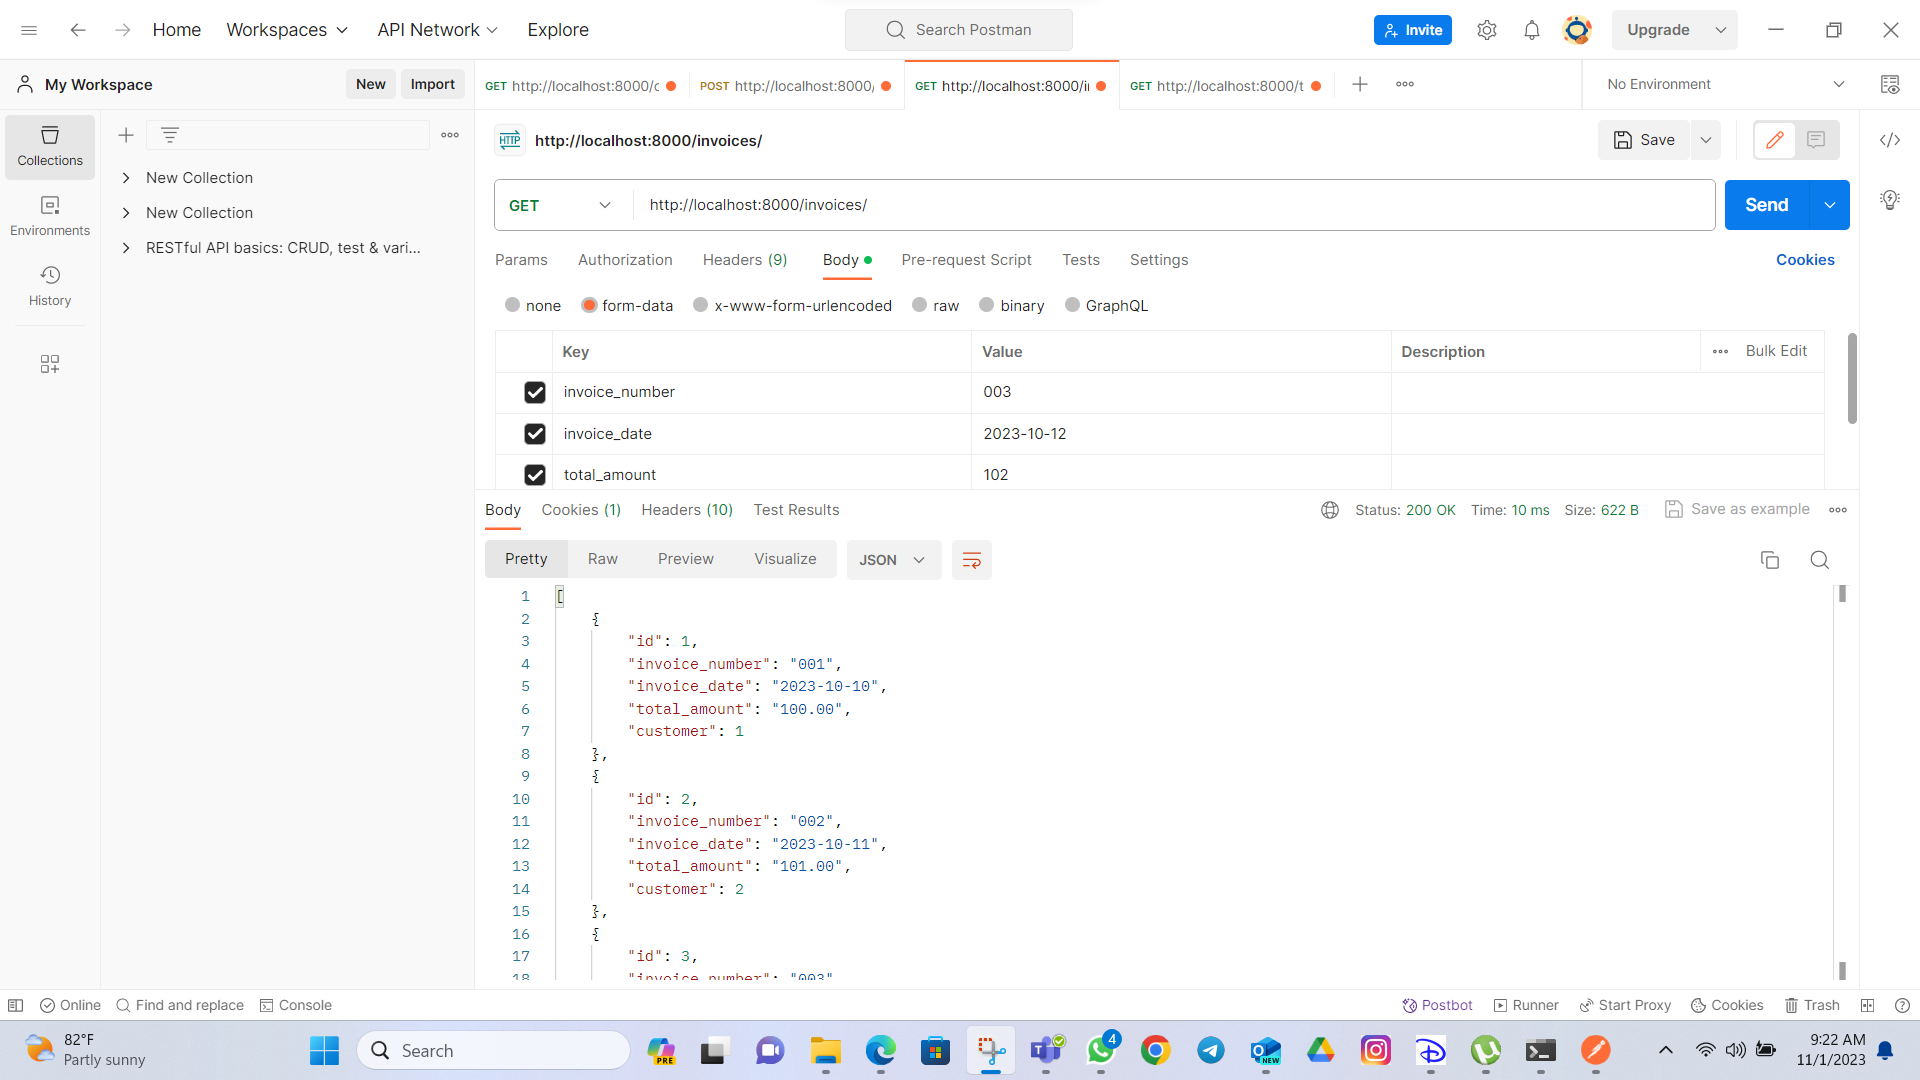 Home Workspaces API Network Explore Search Postman Invite Upgrade
My Workspace New Import GET http://localhost:8000/c POST http://localhost:8000/ GET http://localhost:8000/i GET http://localhost:8000/t No Environment
HTTP http://localhost:8000/invoices/ Save
Collections
New Collection
New Collection
RESTful API basics: CRUD, test & vari...
Environments
History
GET http://localhost:8000/invoices/ Send
Params Authorization Headers (9) Body Pre-request Script Tests Settings Cookies
none form-data x-www-form-urlencoded raw binary GraphQL
Key Value Description Bulk Edit
invoice_number 003
invoice_date 2023-10-12
total_amount 102
Body Cookies (1) Headers (10) Test Results Status: 200 OK Time: 10 ms Size: 622 B Save as example
Pretty Raw Preview Visualize JSON
1 [
2 {
3 "id": 1,
4 "invoice_number": "001",
5 "invoice_date": "2023-10-10",
6 "total_amount": "100.00",
7 "customer": 1
8 },
9 {
10 "id": 2,
11 "invoice_number": "002",
12 "invoice_date": "2023-10-11",
13 "total_amount": "101.00",
14 "customer": 2
15 },
16 {
17 "id": 3,
18 "invoice_number": "003"
Online Find and replace Console Postbot Runner Start Proxy Cookies Trash
82°F
Partly sunny
Search
PRE
4
NEW
9:22 AM
11/1/2023